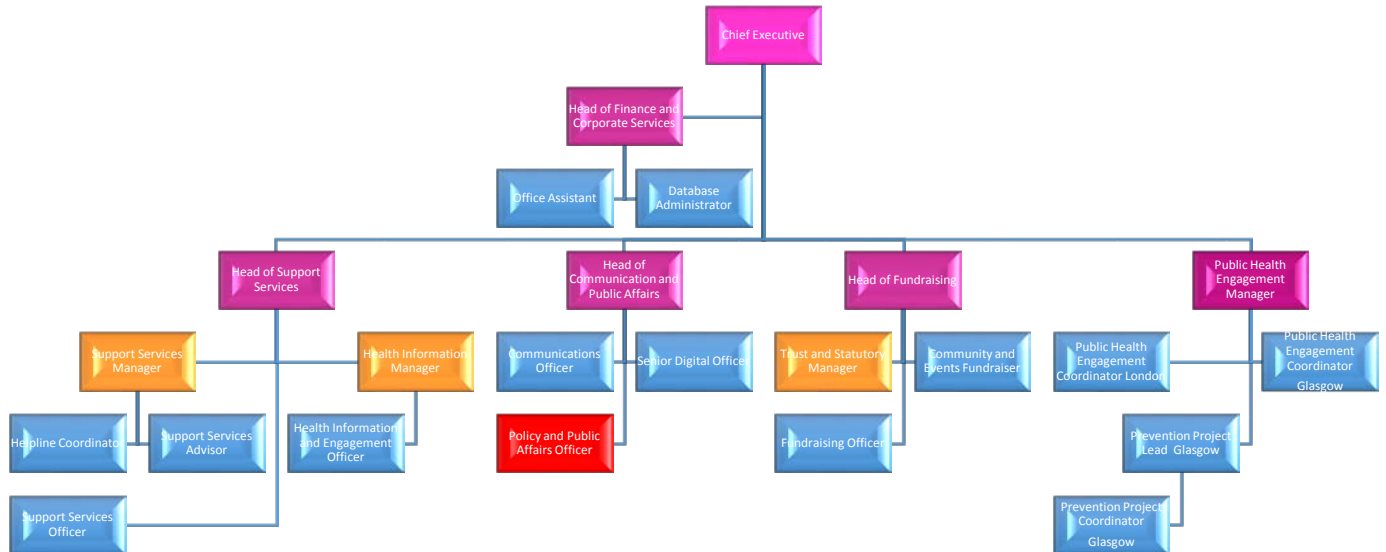 Chief Executive
Head of Finance and
Corporate Services
Office Assistant
Database
Administrator
Head of Support
Services
Head of
Communication and
Public Affairs
Head of Fundraising
Public Health
Engagement
Manager
Support Services
Manager
Health Information
Manager
Communications
Officer
Senior Digital Officer
Trust and Statutory
Manager
Community and
Events Fundraiser
Public Health
Engagement
Coordinator London
Public Health
Engagement
Coordinator
Glasgow
Helpline Coordinator
Support Services
Advisor
Health Information
and Engagement
Officer
Policy and Public
Affairs Officer
Fundraising Officer
Prevention Project
Lead Glasgow
Support Services
Officer
Prevention Project
Coordinator
Glasgow